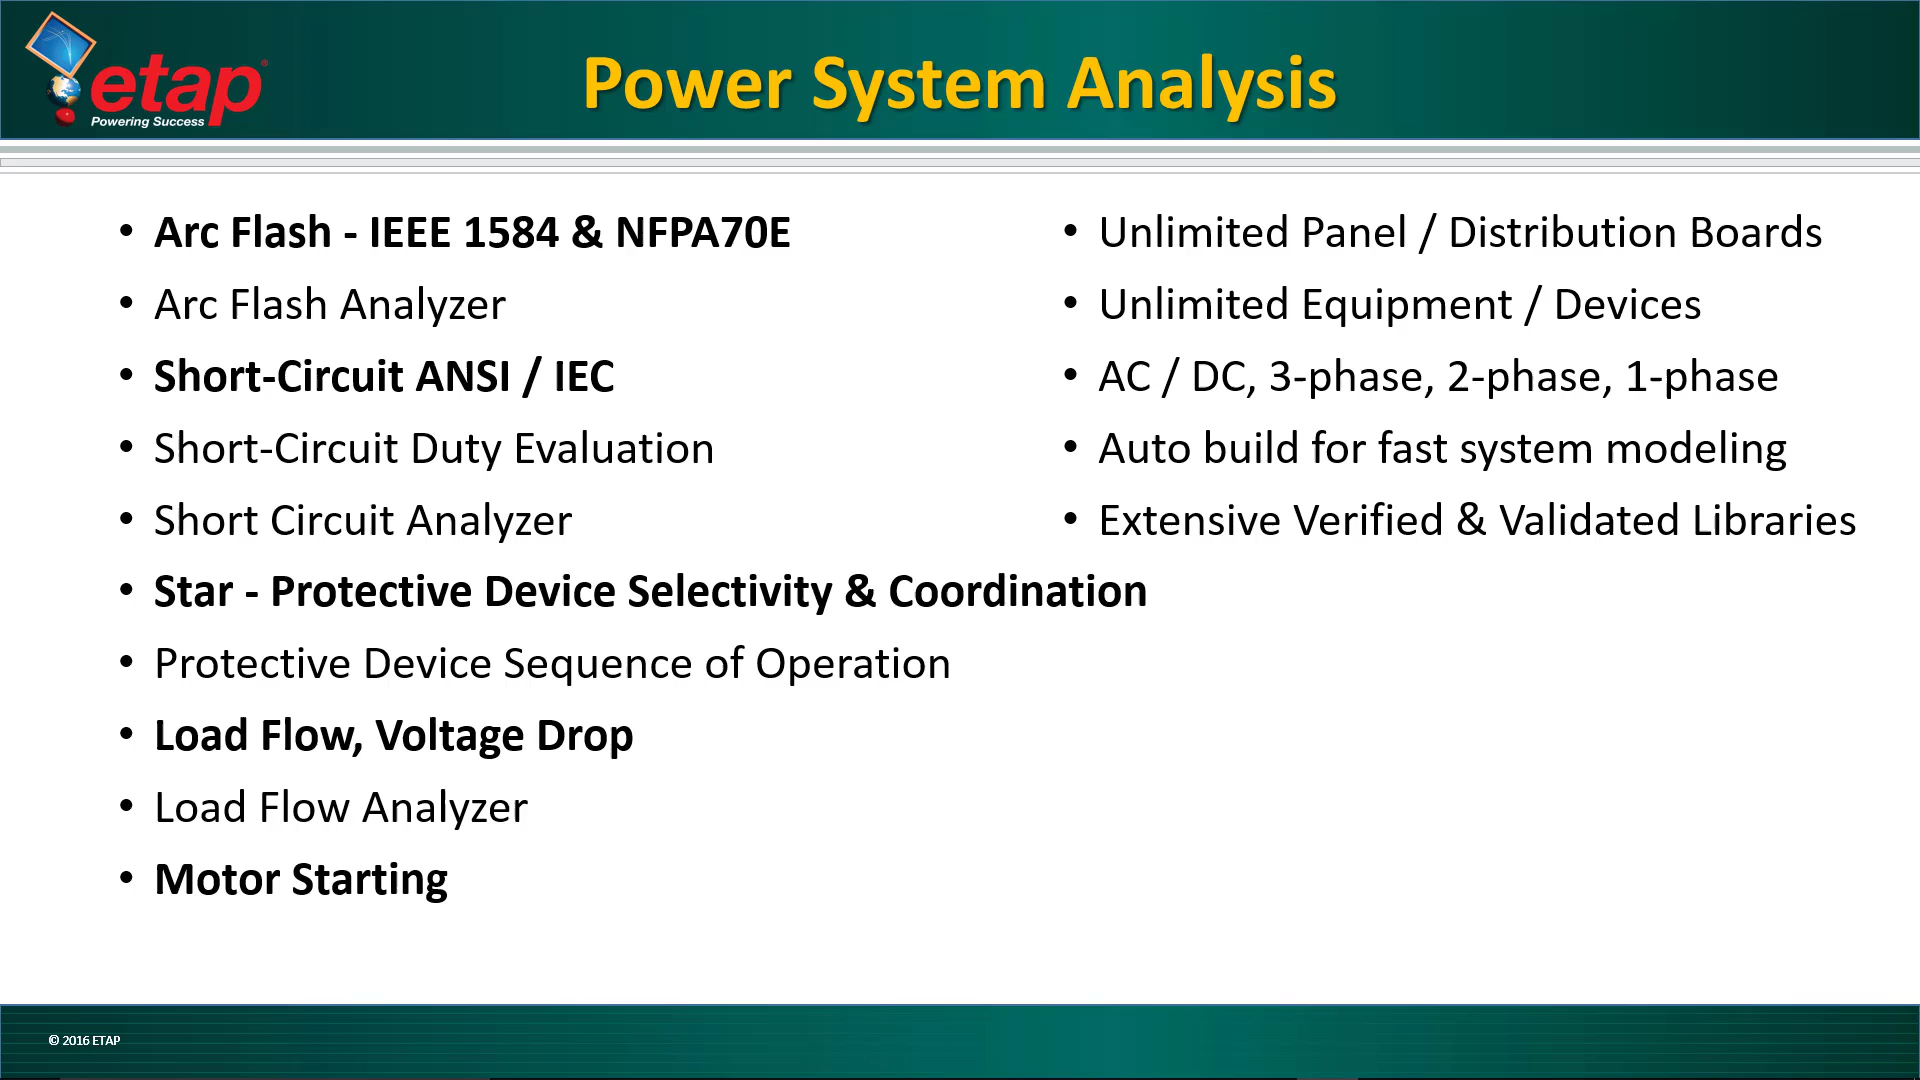 etap®
Powering Success
Power System Analysis
• Arc Flash - IEEE 1584 & NFPA70E
• Arc Flash Analyzer
• Short-Circuit ANSI / IEC
• Short-Circuit Duty Evaluation
• Short Circuit Analyzer
• Star - Protective Device Selectivity & Coordination
• Protective Device Sequence of Operation
• Load Flow, Voltage Drop
• Load Flow Analyzer
• Motor Starting
• Unlimited Panel / Distribution Boards
• Unlimited Equipment / Devices
• AC / DC, 3-phase, 2-phase, 1-phase
• Auto build for fast system modeling
• Extensive Verified & Validated Libraries
© 2016 ETAP